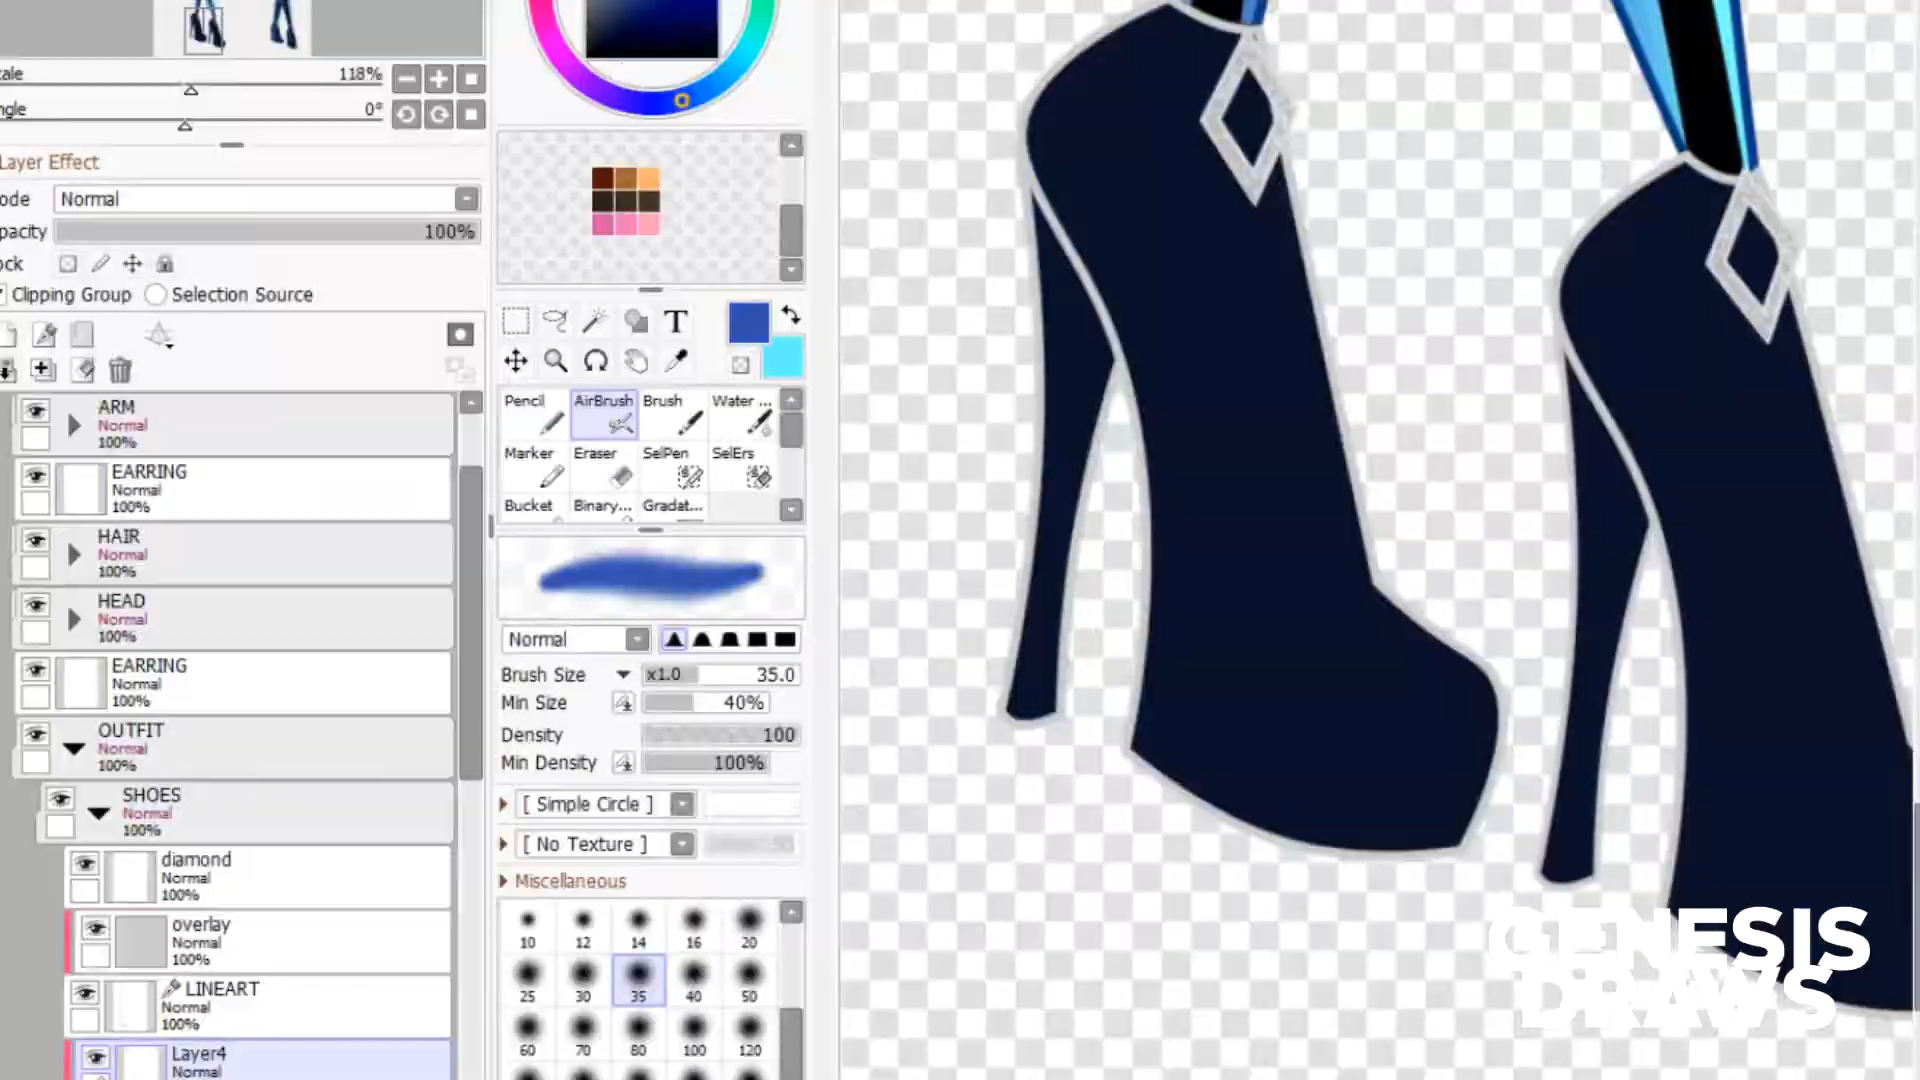 ale 118%
ngle 0°
Layer Effect
ode Normal
pacity 100%
ock
Clipping Group Selection Source
ARM
Normal
100%
EARRING
Normal
100%
HAIR
Normal
100%
HEAD
Normal
100%
EARRING
Normal
100%
OUTFIT
Normal
100%
SHOES
Normal
100%
diamond
Normal
100%
overlay
Normal
100%
LINEART
Normal
100%
Layer4
Normal
T
Pencil AirBrush Brush Water ...
Marker Eraser SelPen SelErs
Bucket Binary... Gradat...
Normal
Brush Size x1.0 35.0
Min Size 40%
Density 100
Min Density 100%
[ Simple Circle ]
[ No Texture ]
Miscellaneous
10 12 14 16 20
25 30 35 40 50
60 70 80 100 120
GENESIS
DRAWS